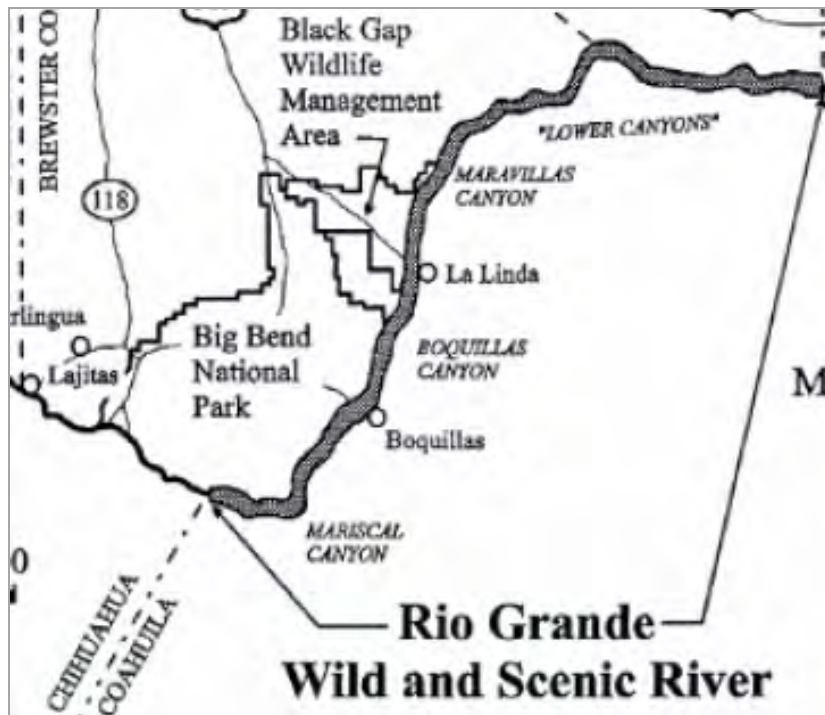 BREWSTER CO
Black Gap
Wildlife
Management
Area
"LOWER CANYONS"
MARAVILLAS
CANYON
118
La Linda
rlingua
Big Bend
National
Park
BOQUILLAS
CANYON
Lajitas
M
Boquillas
MARISCAL
CANYON
0
CHIHUAHUA
COAHUILA
Rio Grande
Wild and Scenic River